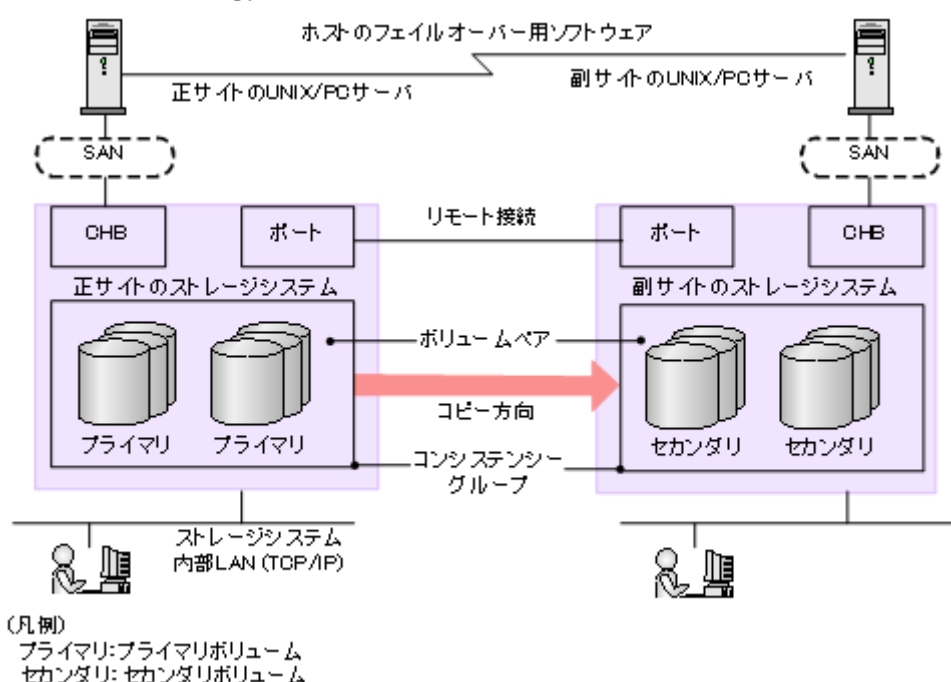 ホストのフェイルオーバー用ソフトウェア
正サイトのUNIX/PCサーバ
副サイトのUNIX/PCサーバ
SAN
SAN
CHB
ポート
リモート接続
ポート
CHB
正サイトのストレージシステム
副サイトのストレージシステム
ボリュームペア
コピー方向
プライマリ
プライマリ
セカンダリ
セカンダリ
コンシステンシー
グループ
ストレージシステム
内部LAN(TCP/IP)
(凡例)
プライマリ:プライマリボリューム
セカンダリ:セカンダリボリューム